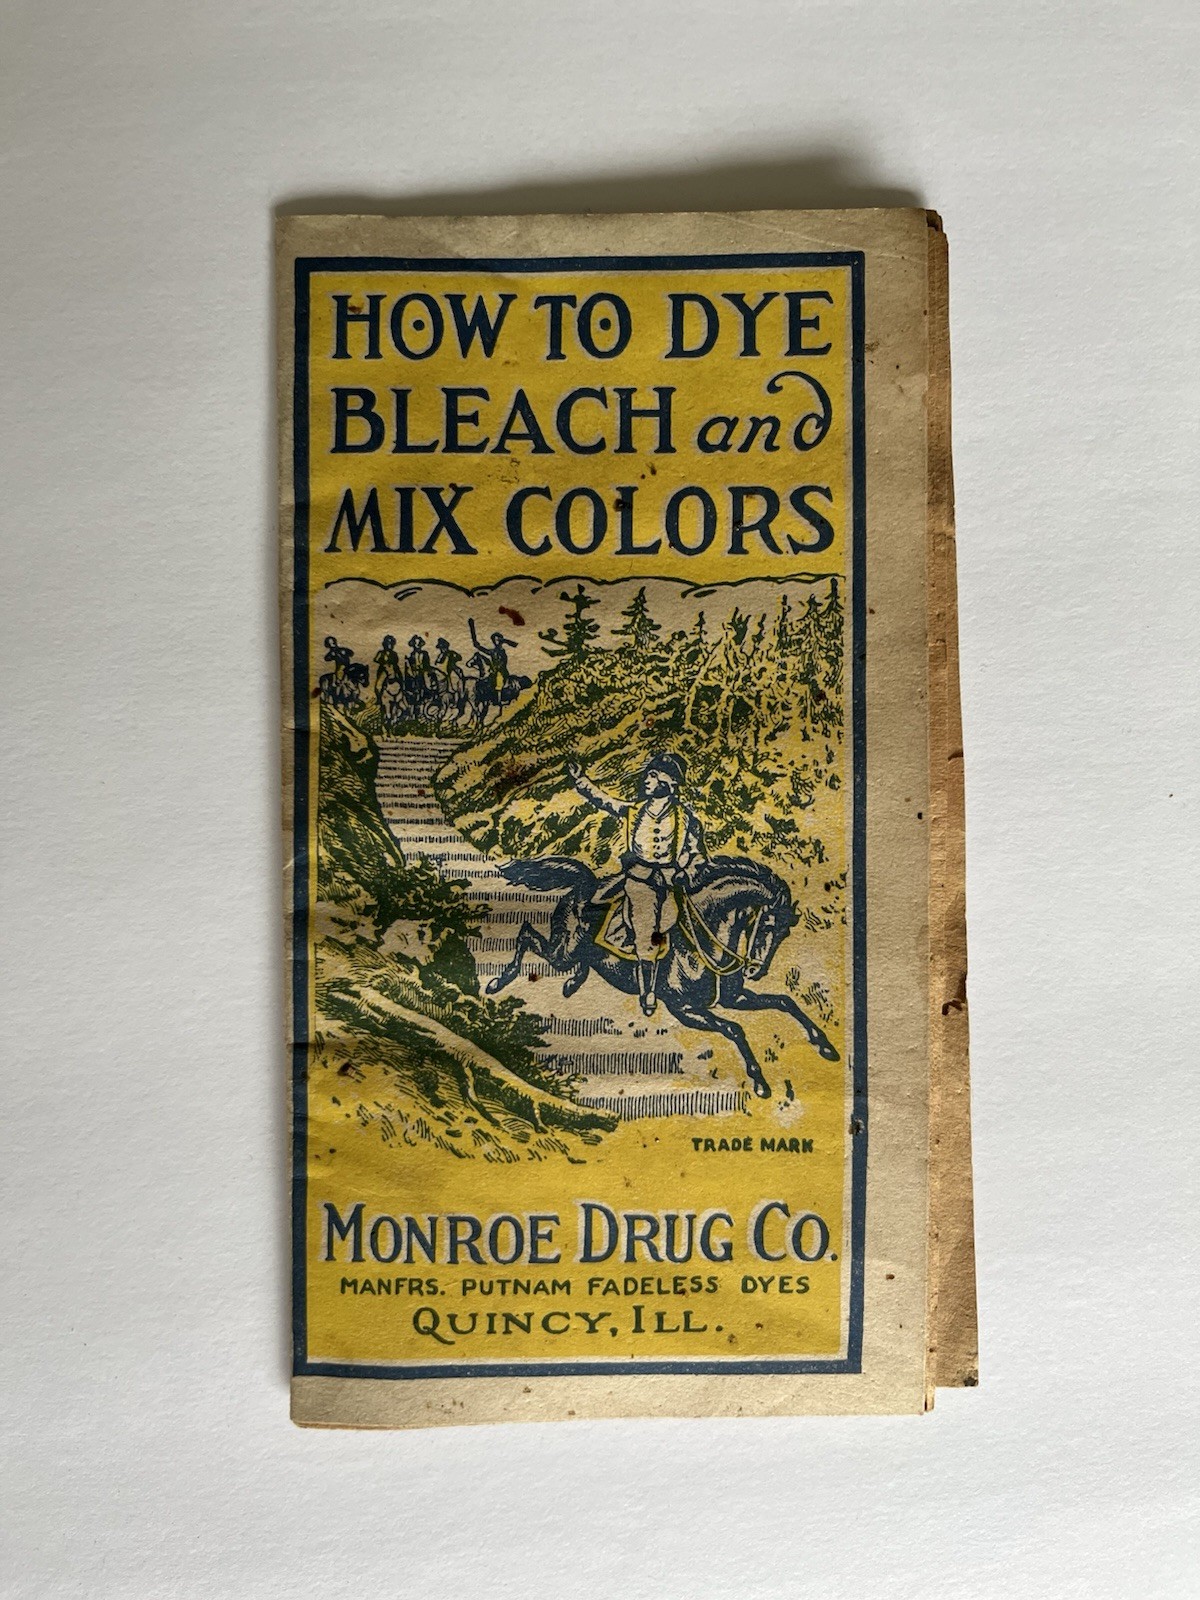 HOW TO DYE
BLEACH and
MIX COLORS
TRADE MARK
MONROE DRUG CO.
MANFRS. PUTNAM FADELESS DYES
QUINCY, ILL.